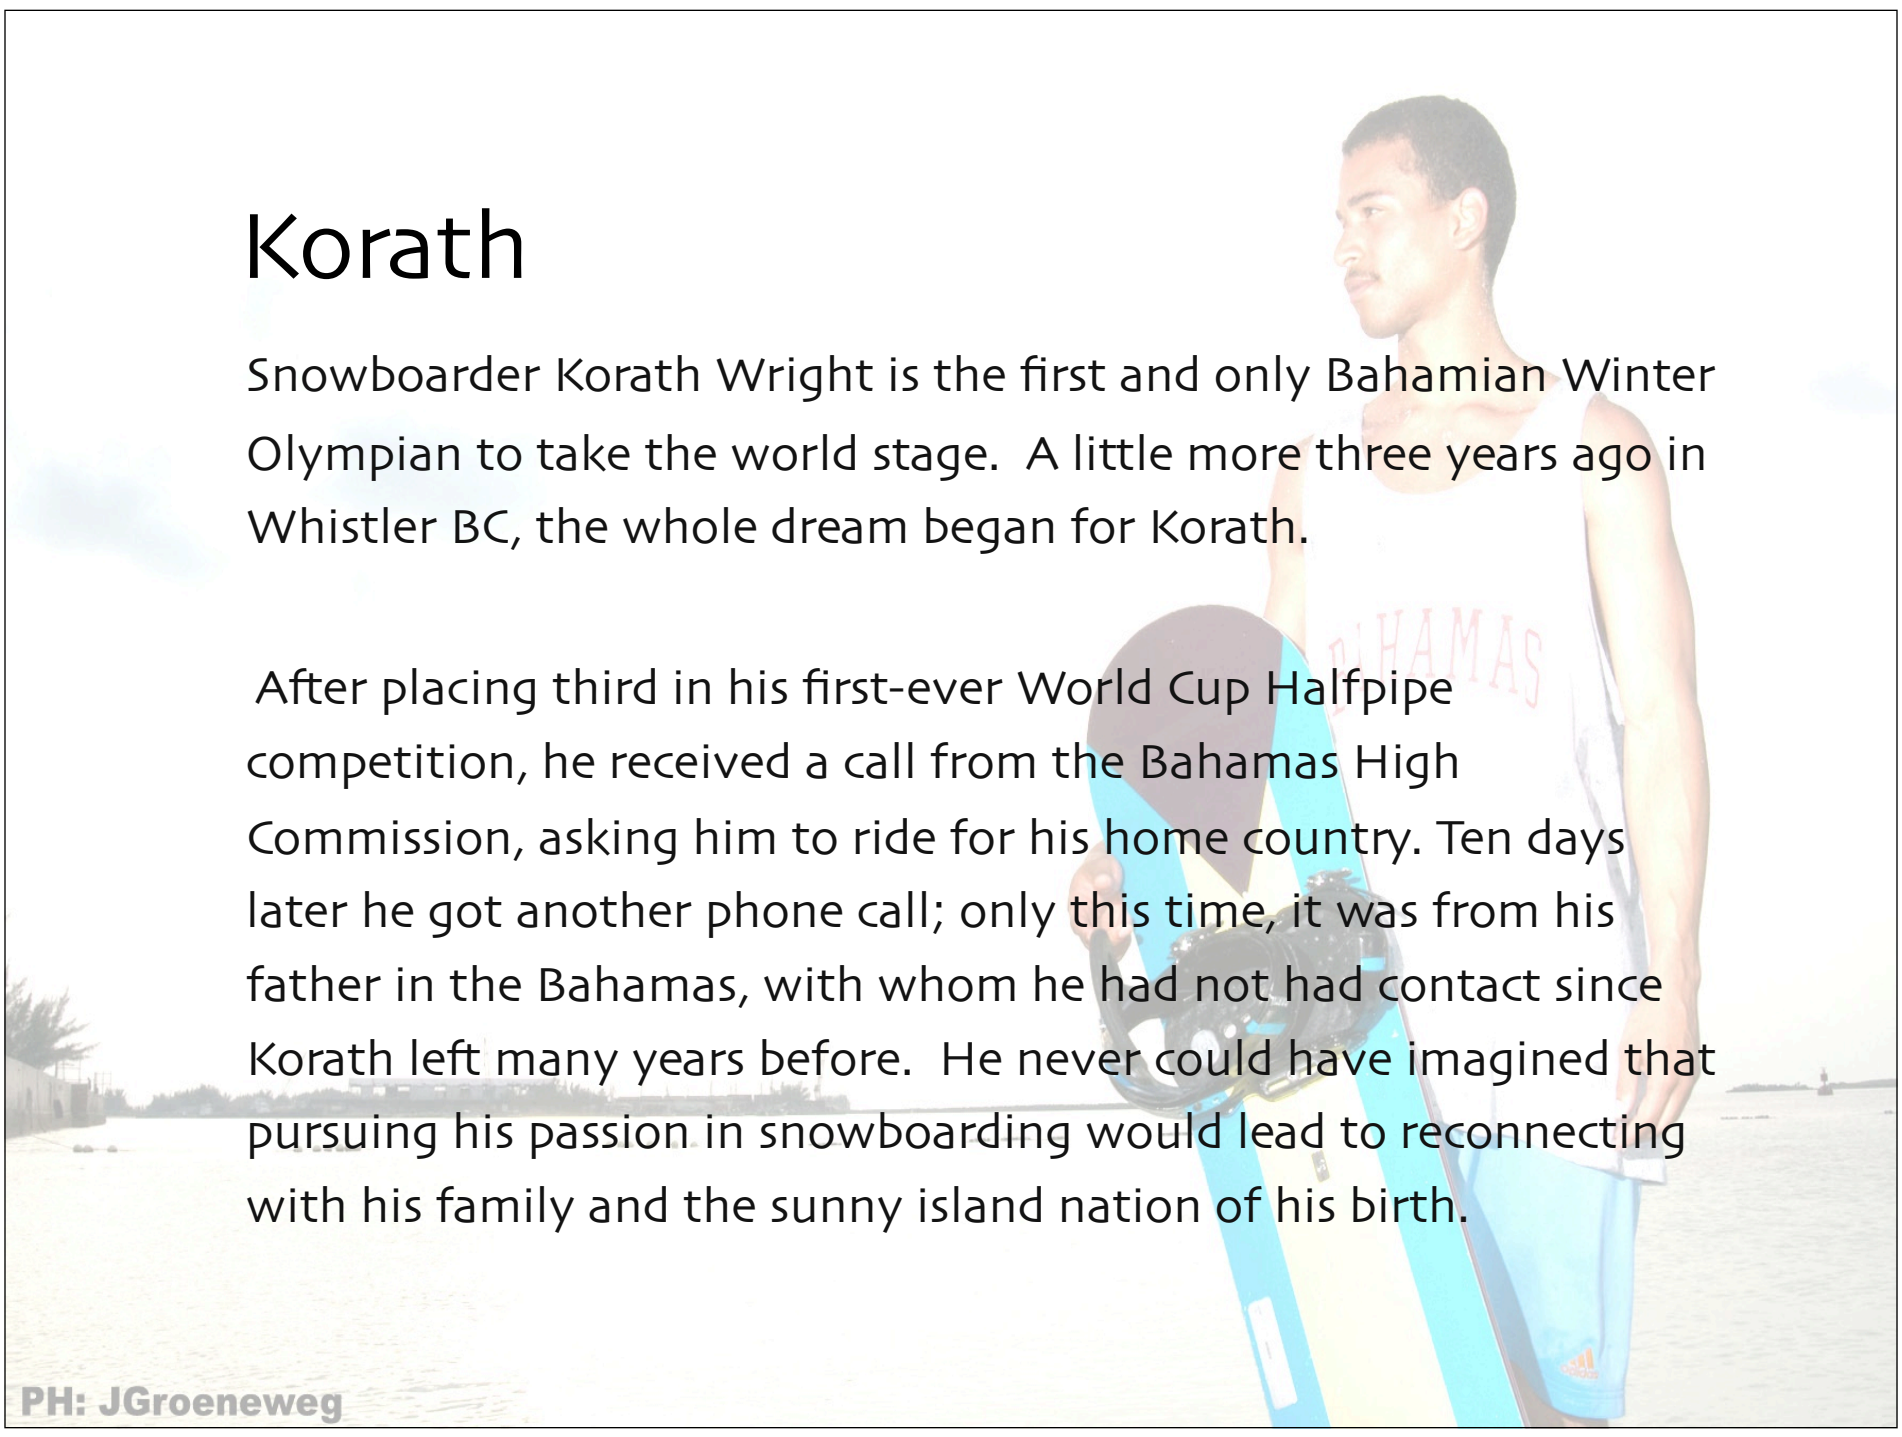 Korath
Snowboarder Korath Wright is the first and only Bahamian Winter
Olympian to take the world stage.  A little more three years ago in
Whistler BC, the whole dream began for Korath.
After placing third in his first-ever World Cup Halfpipe
competition, he received a call from the Bahamas High
Commission, asking him to ride for his home country. Ten days
later he got another phone call; only this time, it was from his
father in the Bahamas, with whom he had not had contact since
Korath left many years before.  He never could have imagined that
pursuing his passion in snowboarding would lead to reconnecting
with his family and the sunny island nation of his birth.
BAHAMAS
adidas
PH: JGroeneweg